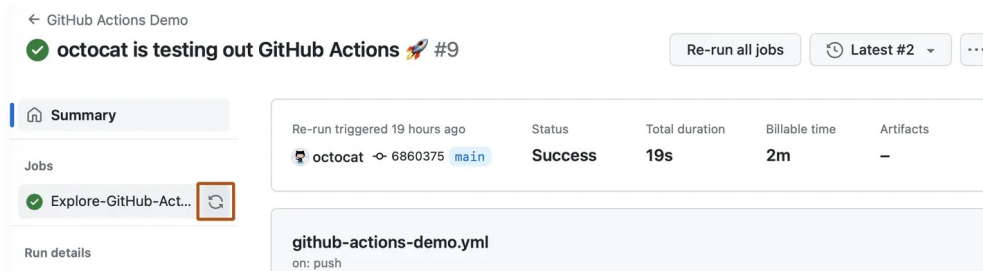 ← GitHub Actions Demo
octocat is testing out GitHub Actions 🚀 #9
Re-run all jobs
Latest #2
...
Summary
Jobs
Explore-GitHub-Act...
Run details
Re-run triggered 19 hours ago
octocat 6860375 main
Status
Success
Total duration
19s
Billable time
2m
Artifacts
–
github-actions-demo.yml
on: push